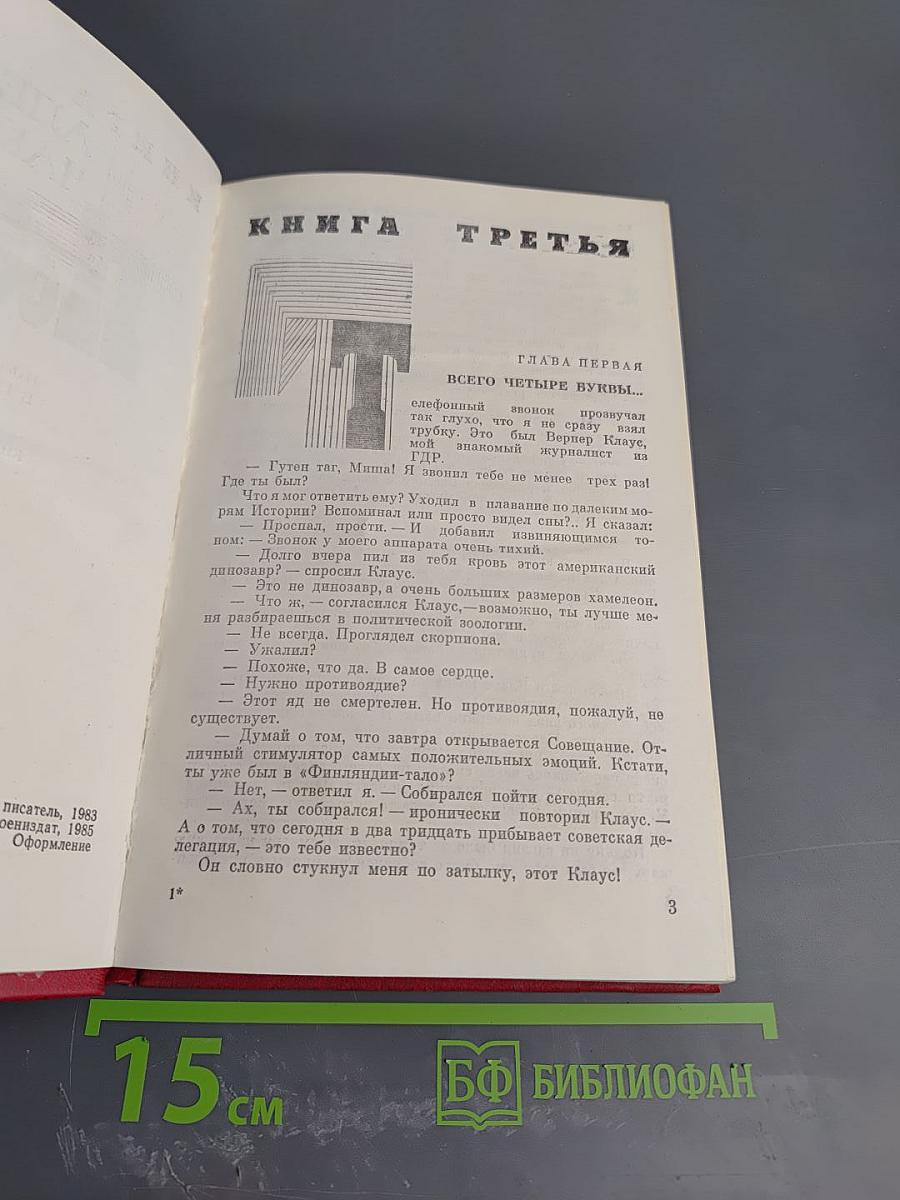 КНИГА ТРЕТЬЯ
ГЛАВА ПЕРВАЯ
ВСЕГО ЧЕТЫРЕ БУКВЫ...
Телефонный звонок прозвучал
так глухо, что я не сразу взял
трубку. Это был Вернер Клаус,
мой знакомый журналист из
ГДР.
— Гутен таг, Миша! Я звонил тебе не менее трех раз!
Где ты был?
Что я мог ответить ему? Уходил в плавание по далеким мо-
рям Истории? Вспоминал или просто видел сны?.. Я сказал:
— Проспал, прости. — И добавил извиняющимся то-
ном: — Звонок у моего аппарата очень тихий.
— Долго вчера пил из тебя кровь этот американский
динозавр? — спросил Клаус.
— Это не динозавр, а очень больших размеров хамелеон.
— Что ж, — согласился Клаус, — возможно, ты лучше ме-
ня разбираешься в политической зоологии.
— Не всегда. Проглядел скорпиона.
— Ужалил?
— Похоже, что да. В самое сердце.
— Нужно противоядие?
— Этот яд не смертелен. Но противоядия, пожалуй, не
существует.
— Думай о том, что завтра открывается Совещание. От-
личный стимулятор самых положительных эмоций. Кстати,
ты уже был в «Финляндии-тало»?
— Нет, — ответил я. — Собирался пойти сегодня.
— Ах, ты собирался! — иронически повторил Клаус. —
А о том, что сегодня в два тридцать прибывает советская де-
легация, — это тебе известно?
Он словно стукнул меня по затылку, этот Клаус!
1*
3
писатель, 1983
оениздат, 1985
Оформление
15 см
БФ БИБЛИОФАН